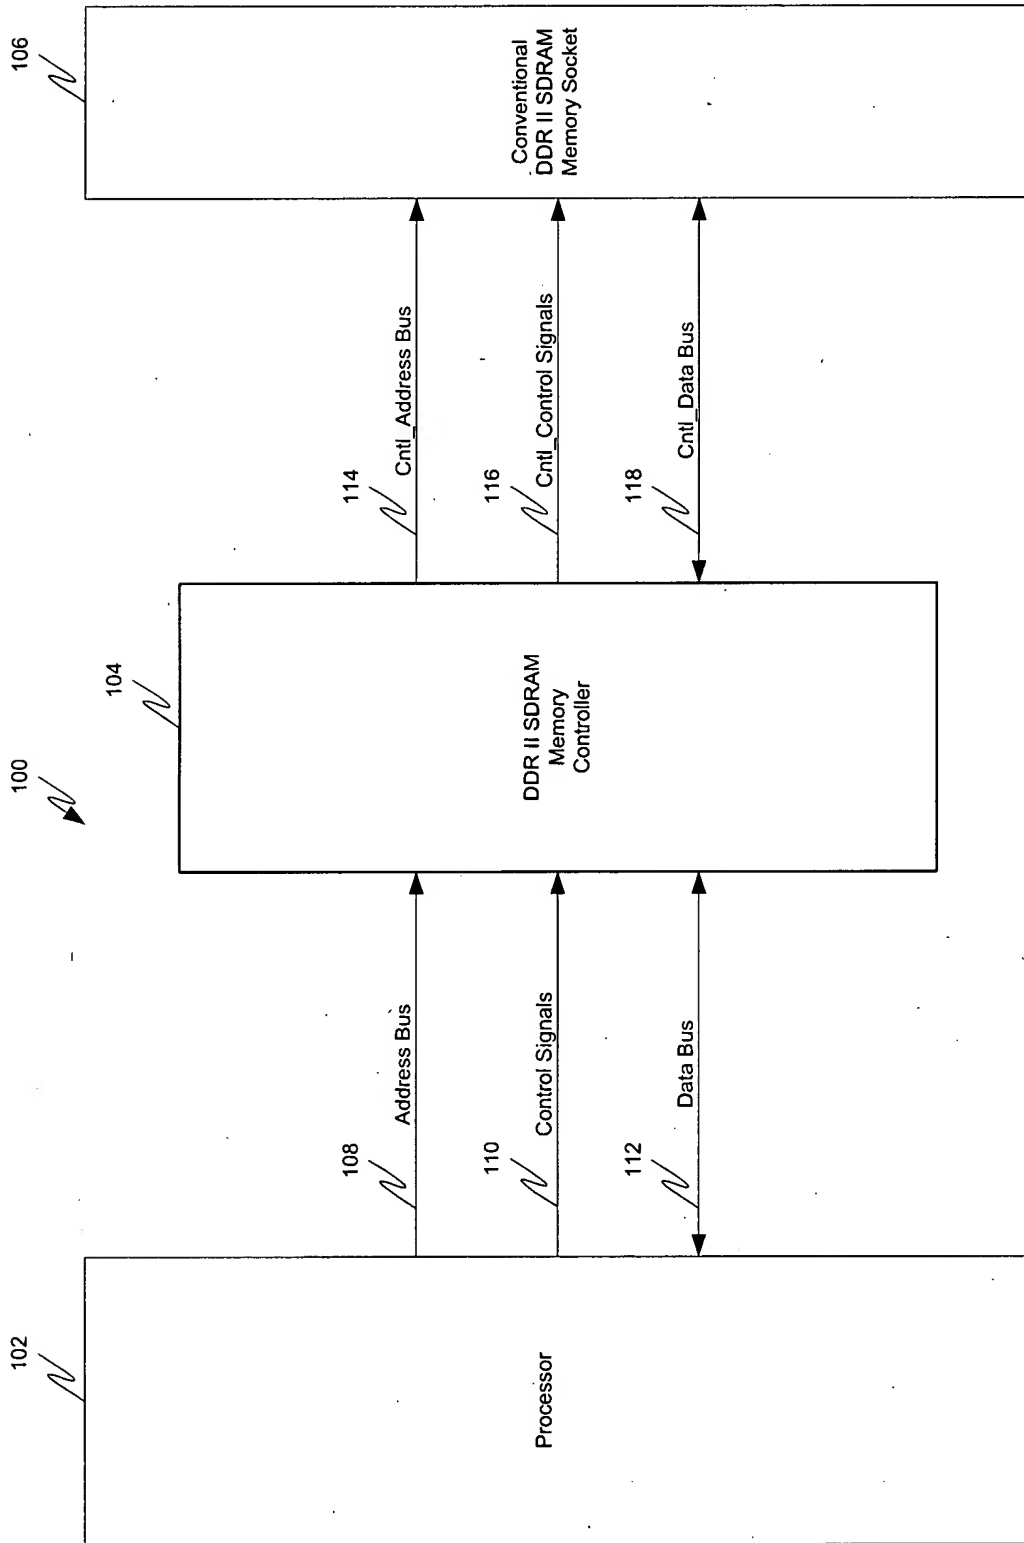 100
102
Processor
108
Address Bus
110
Control Signals
112
Data Bus
104
DDR II SDRAM
Memory
Controller
114
Cntl_Address Bus
116
Cntl_Control Signals
118
Cntl_Data Bus
106
Conventional
DDR II SDRAM
Memory Socket